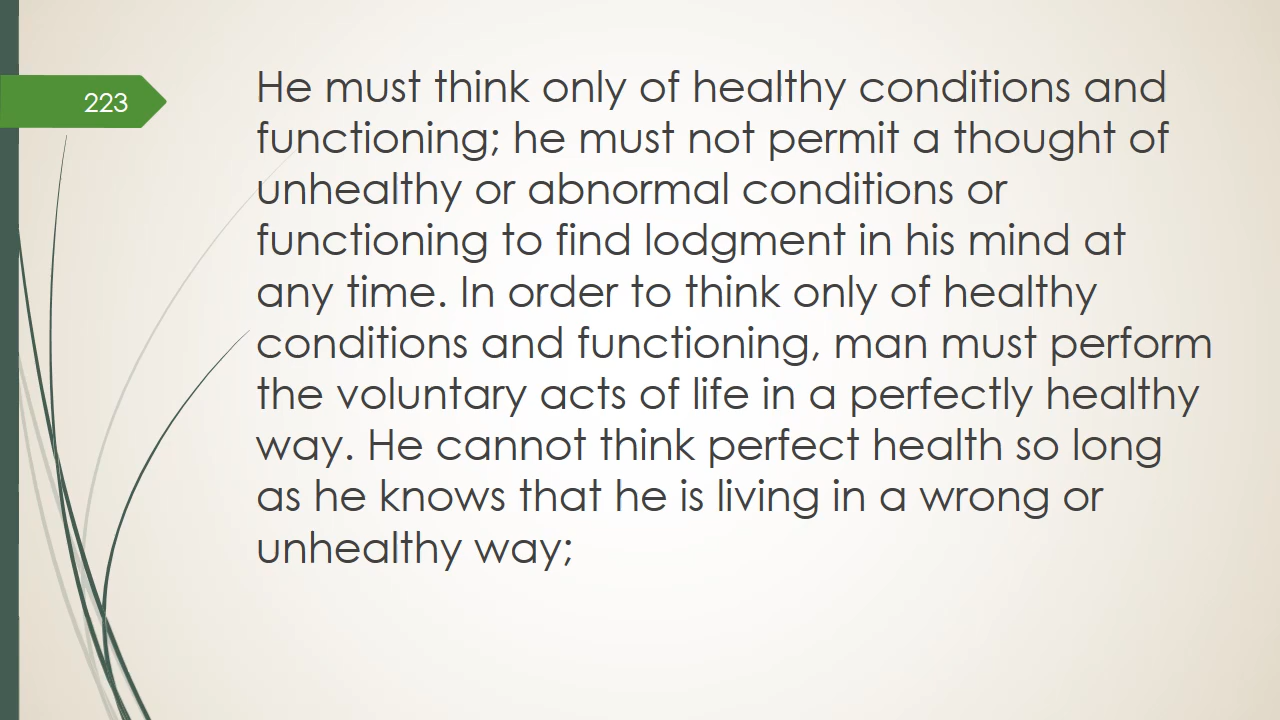 223
He must think only of healthy conditions and
functioning; he must not permit a thought of
unhealthy or abnormal conditions or
functioning to find lodgment in his mind at
any time. In order to think only of healthy
conditions and functioning, man must perform
the voluntary acts of life in a perfectly healthy
way. He cannot think perfect health so long
as he knows that he is living in a wrong or
unhealthy way;